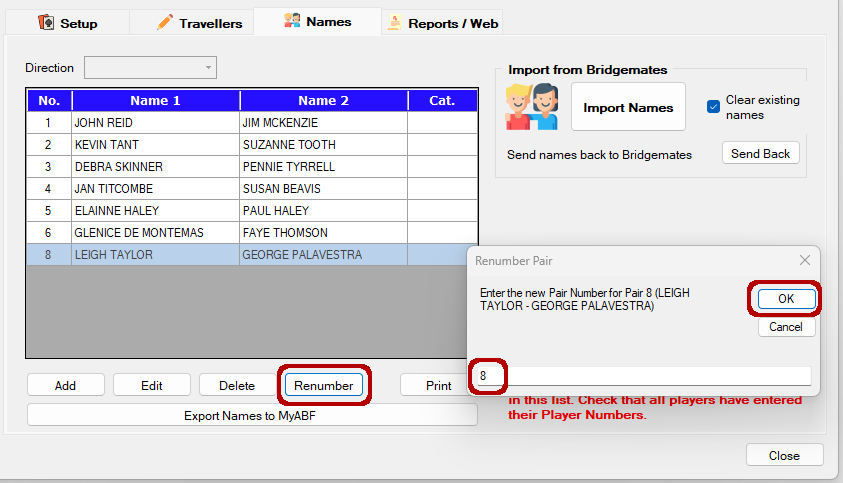 Setup Travellers Names Reports / Web
Direction
No. Name 1 Name 2 Cat.
1 JOHN REID JIM MCKENZIE
2 KEVIN TANT SUZANNE TOOTH
3 DEBRA SKINNER PENNIE TYRRELL
4 JAN TITCOMBE SUSAN BEAVIS
5 ELAINNE HALEY PAUL HALEY
6 GLENICE DE MONTEMAS FAYE THOMSON
8 LEIGH TAYLOR GEORGE PALAVESTRA
Add Edit Delete Renumber Print
Export Names to MyABF
Import from Bridgemates
Import Names
Clear existing
names
Send names back to Bridgemates Send Back
Renumber Pair
Enter the new Pair Number for Pair 8 (LEIGH
TAYLOR - GEORGE PALAVESTRA)
OK
Cancel
8
in this list. Check that all players have entered
their Player Numbers.
Close